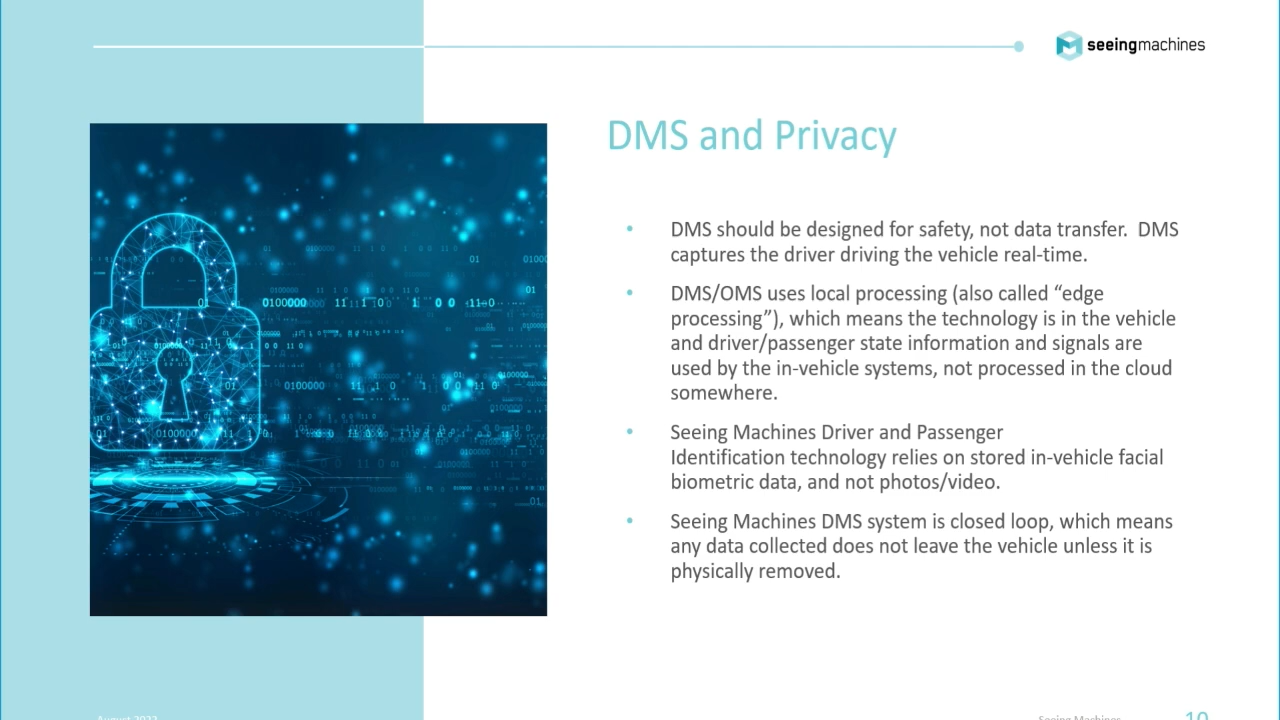 seeingmachines
DMS and Privacy
• DMS should be designed for safety, not data transfer.  DMS
captures the driver driving the vehicle real-time.
• DMS/OMS uses local processing (also called “edge
processing”), which means the technology is in the vehicle
and driver/passenger state information and signals are
used by the in-vehicle systems, not processed in the cloud
somewhere.
• Seeing Machines Driver and Passenger
Identification technology relies on stored in-vehicle facial
biometric data, and not photos/video.
• Seeing Machines DMS system is closed loop, which means
any data collected does not leave the vehicle unless it is
physically removed.
Seeing Machines
10